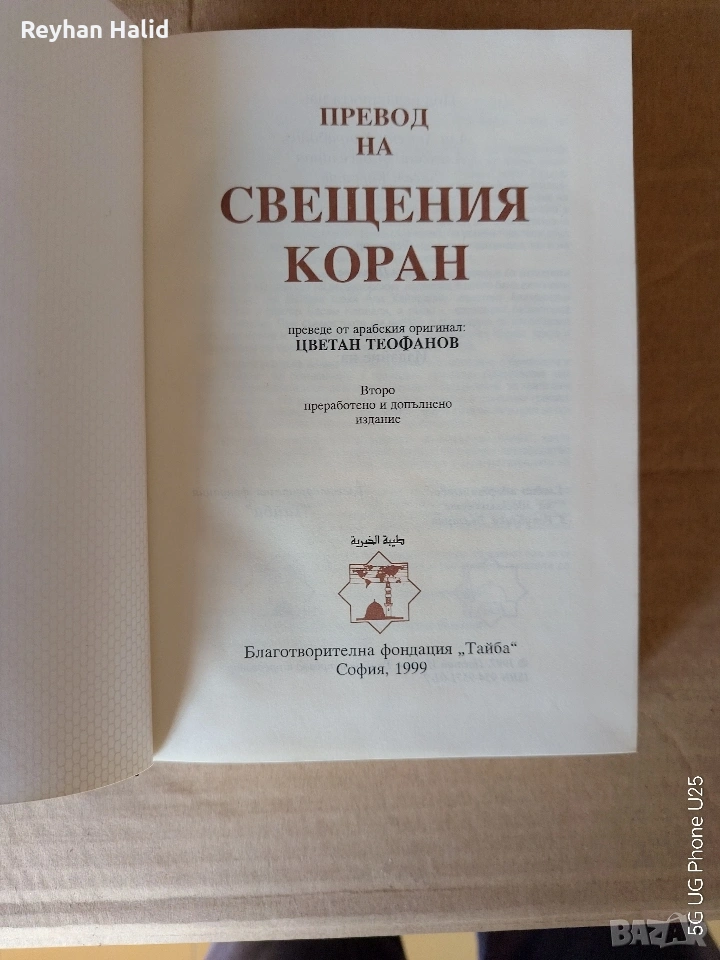 Reyhan Halid
ПРЕВОД
НА
СВЕЩЕНИЯ
КОРАН
преведе от арабския оригинал:
ЦВЕТАН ТЕОФАНОВ
Второ
преработено и допълнено
издание
طيبة الخيرية
Благотворителна фондация „Тайба“
София, 1999
5G UG Phone U25
BAZAR